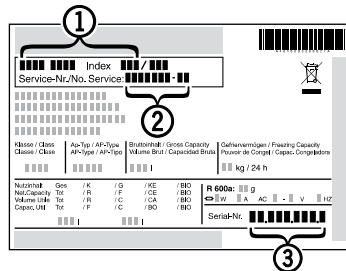 1
Index /
Service-Nr./No. Service: -
2
Klasse / Class
Classe / Clase
Ap-Typ / AP-Type
AP-Type / AP-Tipo
Bruttoinhalt / Gross Capacity
Volume Brut / Capacidad Bruta
Gefriervermögen / Freezing Capacity
Pouvoir de Congel / Capac. Congeladora
l
kg / 24 h
Nutzinhalt Ges / K / G / KE / BIO
Net.Capacity Tot / R / F / CE / BIO
Volume Utile Tot / R / C / CA / BIO
Capac. Util Tot / F / C / BO / BIO
l l
R 600a: g
W A AC - V HZ
Serial-Nr.
3